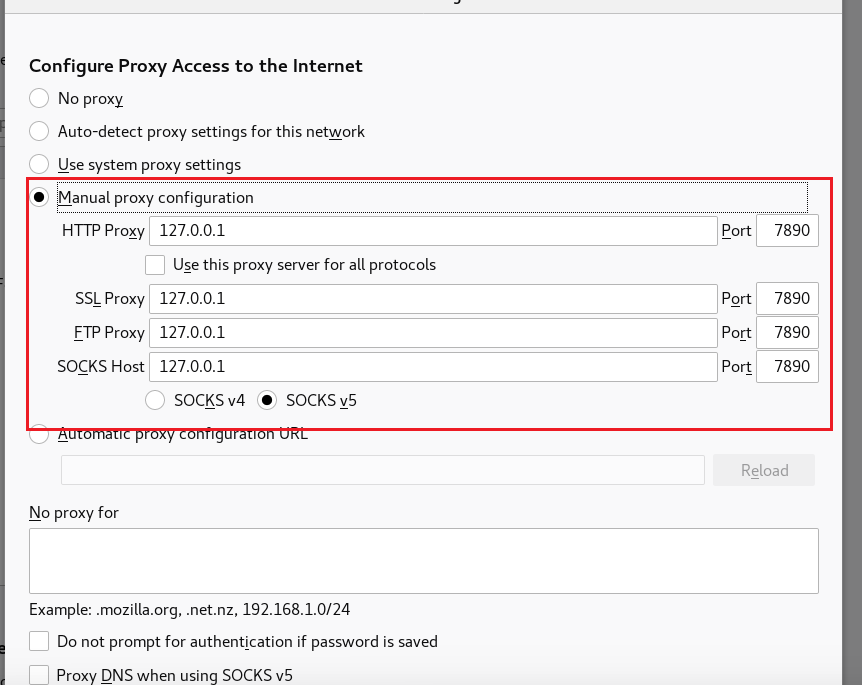 Configure Proxy Access to the Internet
No proxy
Auto-detect proxy settings for this network
Use system proxy settings
Manual proxy configuration
HTTP Proxy 127.0.0.1 Port 7890
Use this proxy server for all protocols
SSL Proxy 127.0.0.1 Port 7890
FTP Proxy 127.0.0.1 Port 7890
SOCKS Host 127.0.0.1 Port 7890
SOCKS v4 SOCKS v5
Automatic proxy configuration URL
Reload
No proxy for
Example: .mozilla.org, .net.nz, 192.168.1.0/24
Do not prompt for authentication if password is saved
Proxy DNS when using SOCKS v5